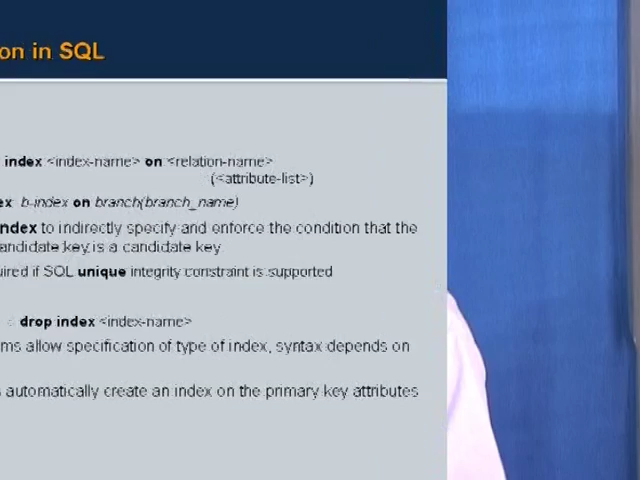 on in SQL
index <index-name> on <relation-name>
(<attribute-list>)
ex b-index on branch(branch_name)
index to indirectly specify and enforce the condition that the
andidate key is a candidate key
uired if SQL unique integrity constraint is supported
drop index <index-name>
ms allow specification of type of index, syntax depends on
automatically create an index on the primary key attributes